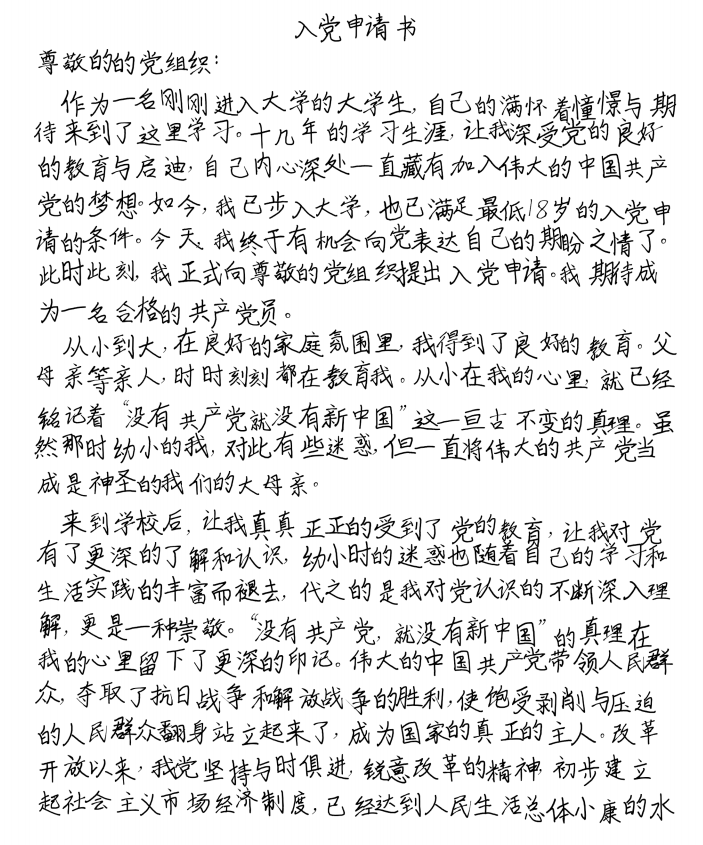 入党申请书
尊敬的的党组织：
作为一名刚刚进入大学的大学生，自己的满怀着憧憬与期
待来到了这里学习。十几年的学习生涯，让我深受党的良好
的教育与启迪，自己内心深处一直藏有加入伟大的中国共产
党的梦想。如今，我已步入大学，也已满足最低18岁的入党申
请的条件。今天，我终于有机会向党表达自己的期盼之情了。
此时此刻，我正式向尊敬的党组织提出入党申请。我期待成
为一名合格的共产党员。
从小到大，在良好的家庭氛围里，我得到了良好的教育。父
母亲等亲人，时时刻刻都在教育我。从小在我的心里，就已经
铭记着“没有共产党就没有新中国”这一亘古不变的真理。虽
然那时幼小的我，对此有些迷惑，但一直将伟大的共产党当
成是神圣的我们的大母亲。
来到学校后，让我真真正正的受到了党的教育，让我对党
有了更深的了解和认识，幼小时的迷惑也随着自己的学习和
生活实践的丰富而褪去，代之的是我对党认识的不断深入理
解，更是一种崇敬。“没有共产党，就没有新中国”的真理在
我的心里留下了更深的印记。伟大的中国共产党带领人民群
众，夺取了抗日战争和解放战争的胜利，使饱受剥削与压迫
的人民群众翻身站立起来了，成为国家的真正的主人。改革
开放以来，我党坚持与时俱进，锐意改革的精神，初步建立
起社会主义市场经济制度，已经达到人民生活总体小康的水